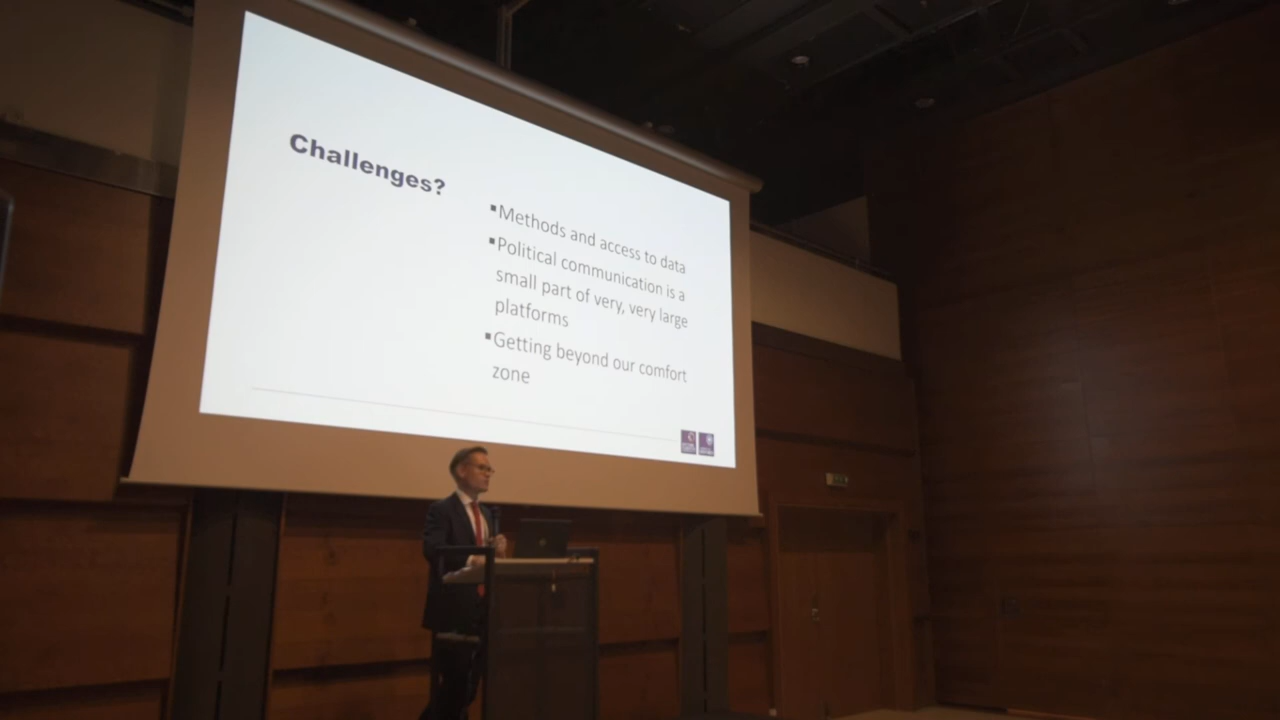 Challenges?
▪Methods and access to data
▪Political communication is a
small part of very, very large
platforms
▪Getting beyond our comfort
zone